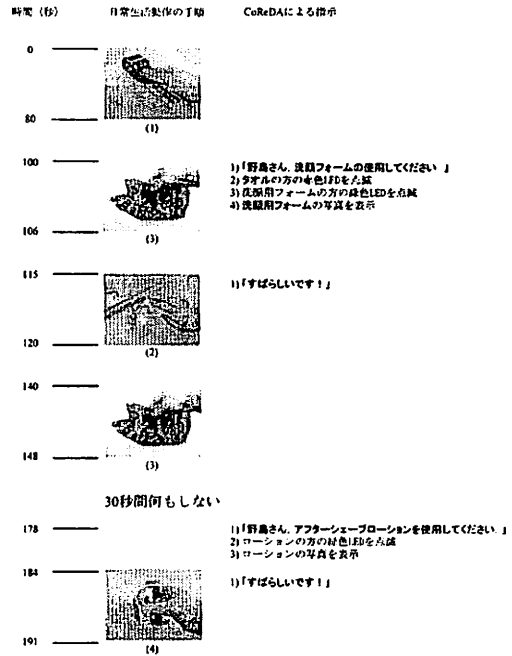 時間（秒） 日常生活動作の手順 CoReDAによる指示
0
80
(1)
100
1)「野島さん、洗顔フォームの使用してください」
2) タオルの方の赤色LEDを点滅
3) 洗顔用フォームの方の緑色LEDを点滅
4) 洗顔用フォームの写真を表示
106
(3)
115
1)「すばらしいです！」
120
(2)
140
148
(3)
30秒間何もしない
178
1)「野島さん、アフターシェーブローションを使用してください」
2) ローションの方の緑色LEDを点滅
3) ローションの写真を表示
184
1)「すばらしいです！」
191
(4)